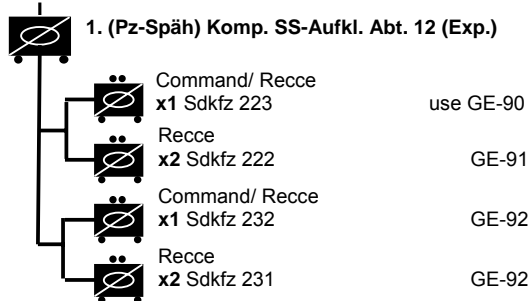 1. (Pz-Späh) Komp. SS-Aufkl. Abt. 12 (Exp.)
Command/ Recce
x1 Sdkfz 223 use GE-90
Recce
x2 Sdkfz 222 GE-91
Command/ Recce
x1 Sdkfz 232 GE-92
Recce
x2 Sdkfz 231 GE-92